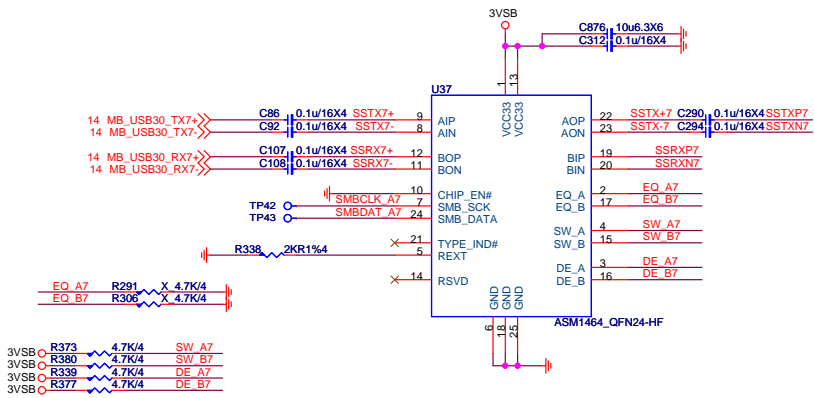 3VSB
C876 10u6.3X6
C312 0.1u/16X4
U37
1
13
VCC33
VCC33
14 MB_USB30_TX7+ C86 0.1u/16X4 SSTX7+ 9 AIP AOP 22 SSTX+7 C290 0.1u/16X4 SSTXP7
14 MB_USB30_TX7- C92 0.1u/16X4 SSTX7- 8 AIN AON 23 SSTX-7 C294 0.1u/16X4 SSTXN7
14 MB_USB30_RX7+ C107 0.1u/16X4 SSRX7+ 12 BOP BIP 19 SSRXP7
14 MB_USB30_RX7- C108 0.1u/16X4 SSRX7- 11 BON BIN 20 SSRXN7
10 CHIP_EN# EQ_A 2 EQ_A7
TP42 SMBCLK_A7 7 SMB_SCK EQ_B 17 EQ_B7
TP43 SMBDAT_A7 24 SMB_DATA
SW_A 4 SW_A7
21 TYPE_IND# SW_B 15 SW_B7
R338 2KR1%4 5 REXT
DE_A 3 DE_A7
14 RSVD DE_B 16 DE_B7
EQ_A7 R291 X_4.7K/4
EQ_B7 R306 X_4.7K/4
GND
GND
GND
6
18
25
ASM1464_QFN24-HF
3VSB R373 4.7K/4 SW_A7
3VSB R380 4.7K/4 SW_B7
3VSB R339 4.7K/4 DE_A7
3VSB R377 4.7K/4 DE_B7